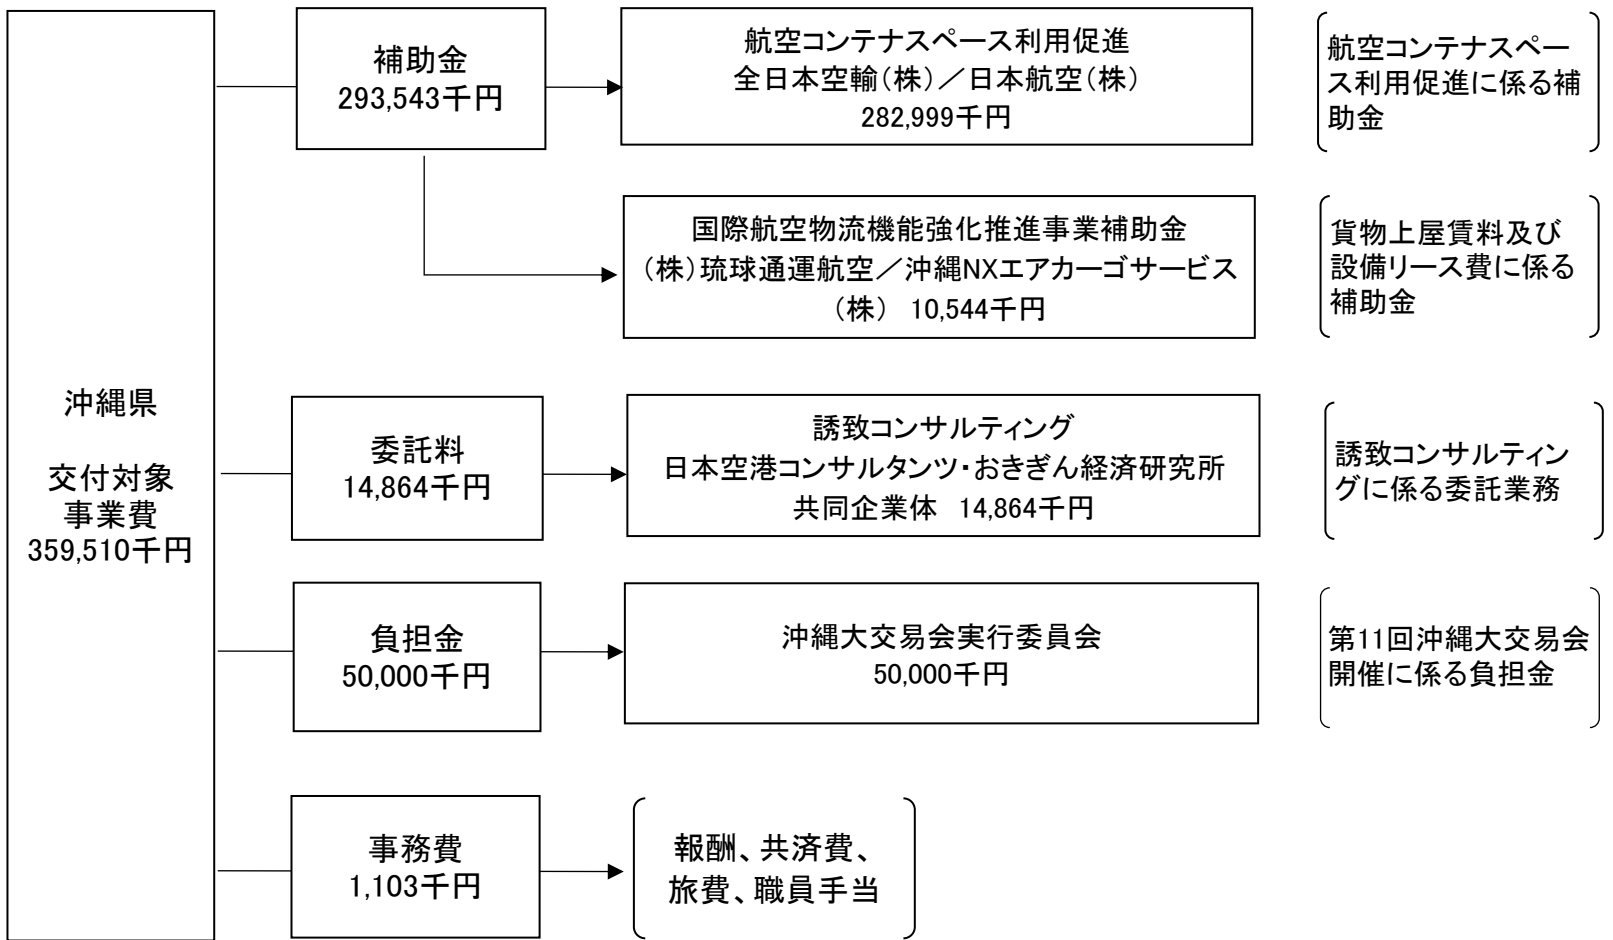 沖縄県
交付対象
事業費
359,510千円
補助金
293,543千円
航空コンテナスペース利用促進
全日本空輸(株)／日本航空(株)
282,999千円
航空コンテナスペー
ス利用促進に係る補
助金
国際航空物流機能強化推進事業補助金
(株)琉球通運航空／沖縄NXエアカーゴサービス
(株) 10,544千円
貨物上屋賃料及び
設備リース費に係る
補助金
委託料
14,864千円
誘致コンサルティング
日本空港コンサルタンツ・おきぎん経済研究所
共同企業体 14,864千円
誘致コンサルティン
グに係る委託業務
負担金
50,000千円
沖縄大交易会実行委員会
50,000千円
第11回沖縄大交易会
開催に係る負担金
事務費
1,103千円
報酬、共済費、
旅費、職員手当